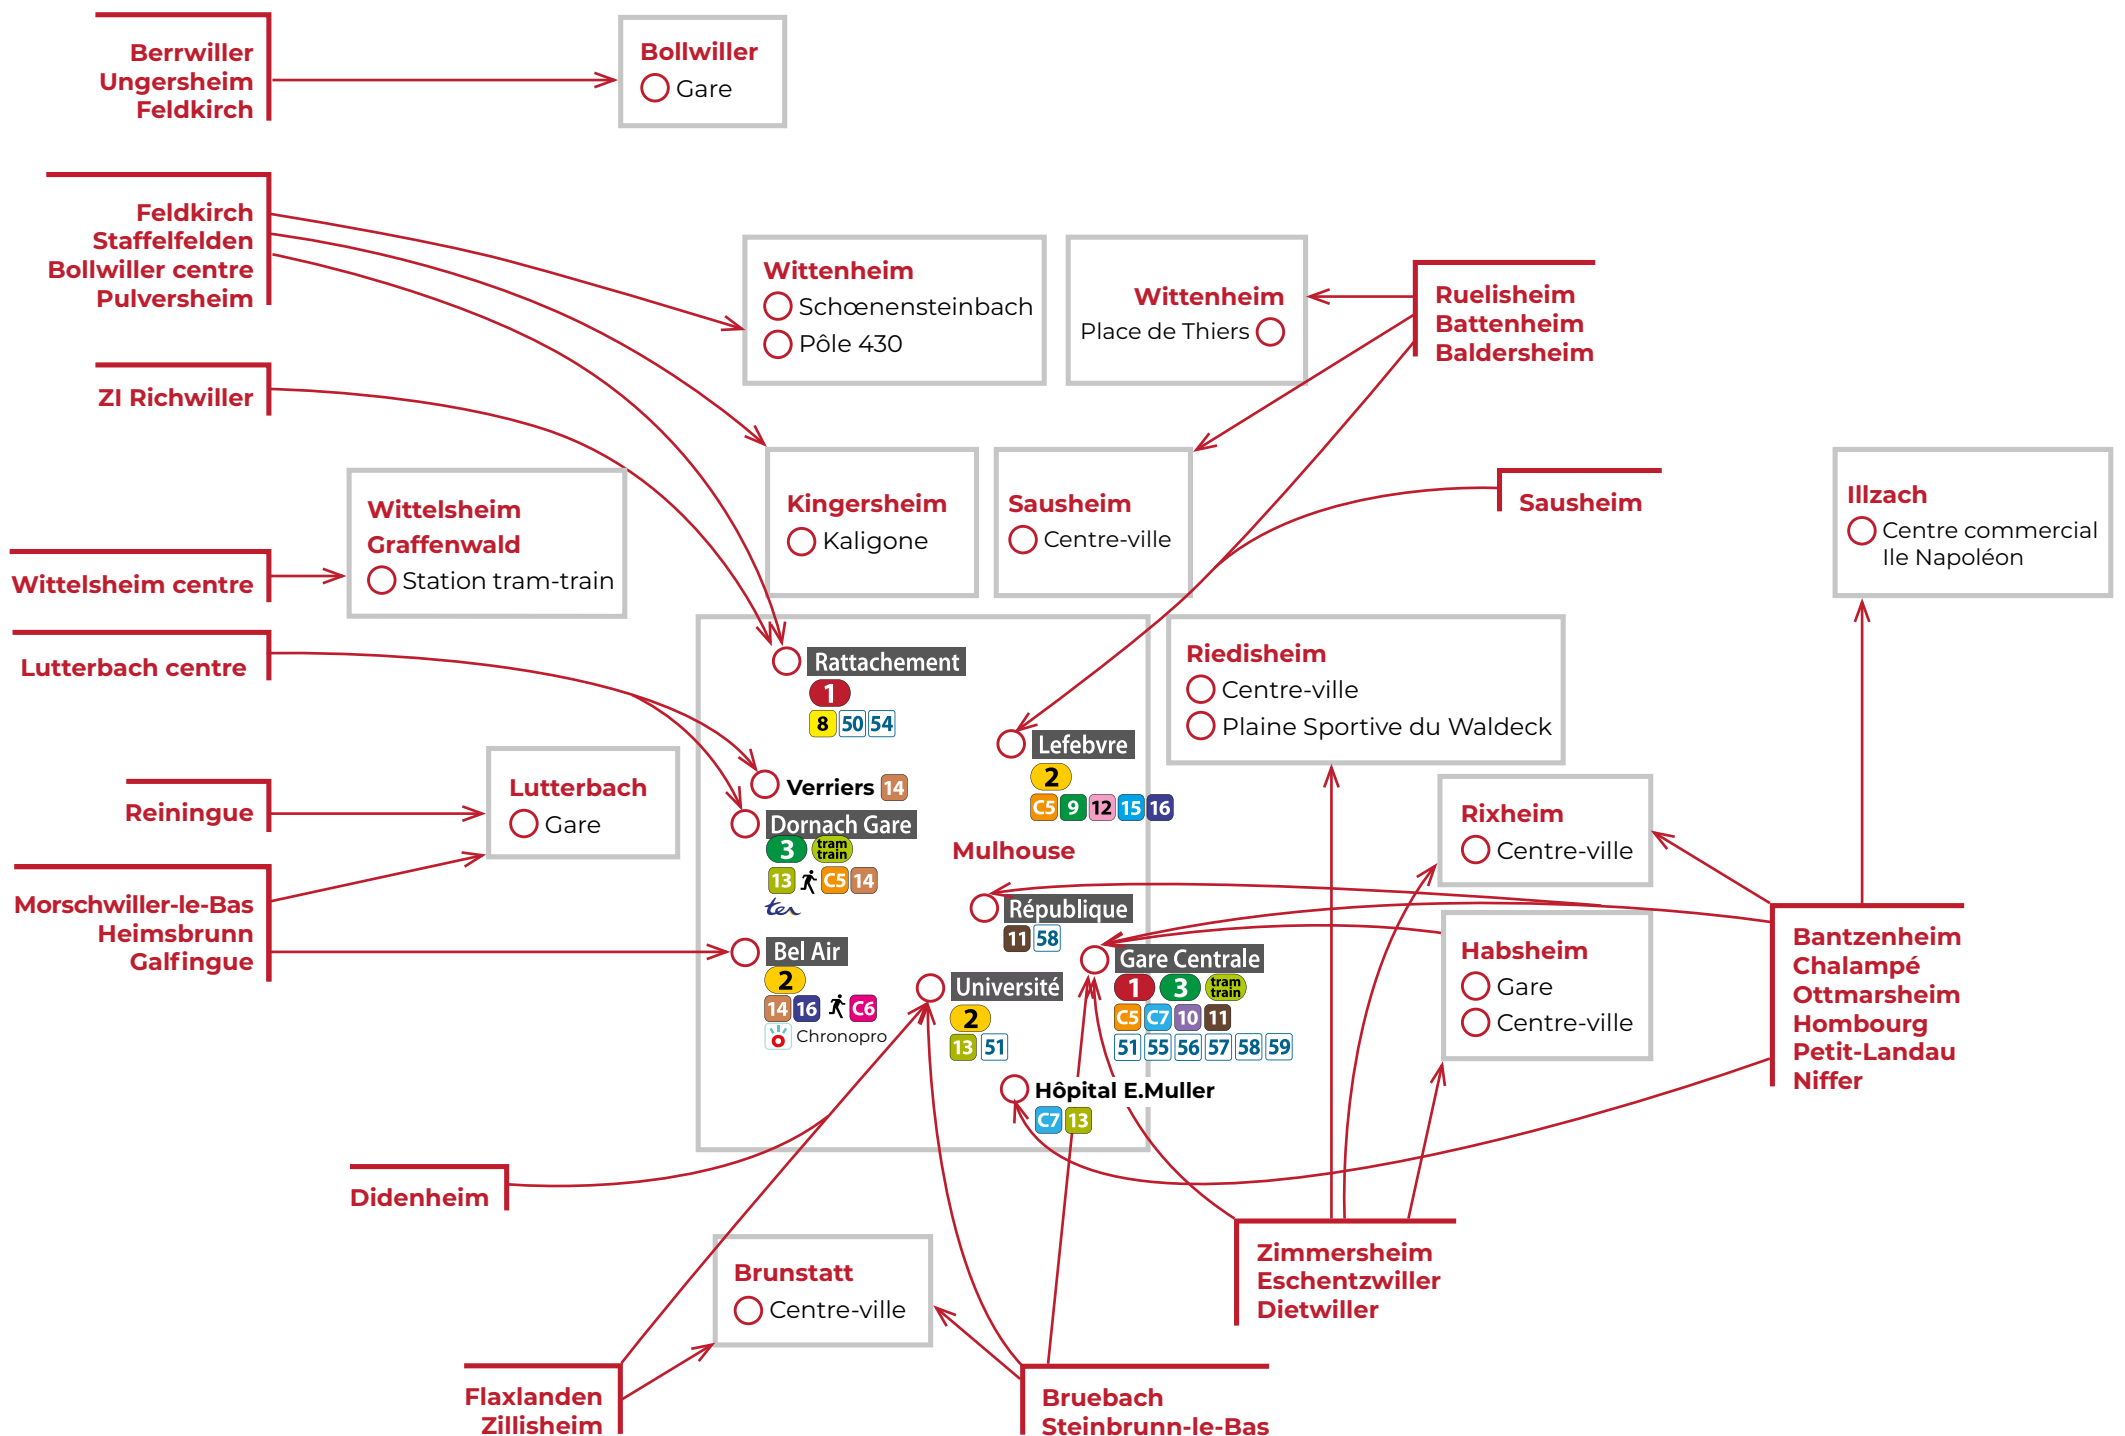 Berrwiller
Ungersheim
Feldkirch
Bollwiller
Gare
Feldkirch
Staffelfelden
Bollwiller centre
Pulversheim
Wittenheim
Schœnensteinbach
Pôle 430
Wittenheim
Place de Thiers
Ruelisheim
Battenheim
Baldersheim
ZI Richwiller
Wittelsheim
Graffenwald
Station tram-train
Kingersheim
Kaligone
Sausheim
Centre-ville
Sausheim
Illzach
Centre commercial
Ile Napoléon
Wittelsheim centre
Lutterbach centre
Rattachement
1
8 50 54
Lefebvre
2
C5 9 12 15 16
Riedisheim
Centre-ville
Plaine Sportive du Waldeck
Verriers 14
Dornach Gare
3 tram
train
13 C5 14
ter
Reiningue
Lutterbach
Gare
Mulhouse
Rixheim
Centre-ville
Morschwiller-le-Bas
Heimsbrunn
Galfingue
Bel Air
2
14 16 C6
Chronopro
République
11 58
Université
2
13 51
Gare Centrale
1 3 tram
train
C5 C7 10 11
51 55 56 57 58 59
Habsheim
Gare
Centre-ville
Bantzenheim
Chalampé
Ottmarsheim
Hombourg
Petit-Landau
Niffer
Hôpital E.Muller
C7 13
Didenheim
Brunstatt
Centre-ville
Zimmersheim
Eschentzwiller
Dietwiller
Flaxlanden
Zillisheim
Bruebach
Steinbrunn-le-Bas